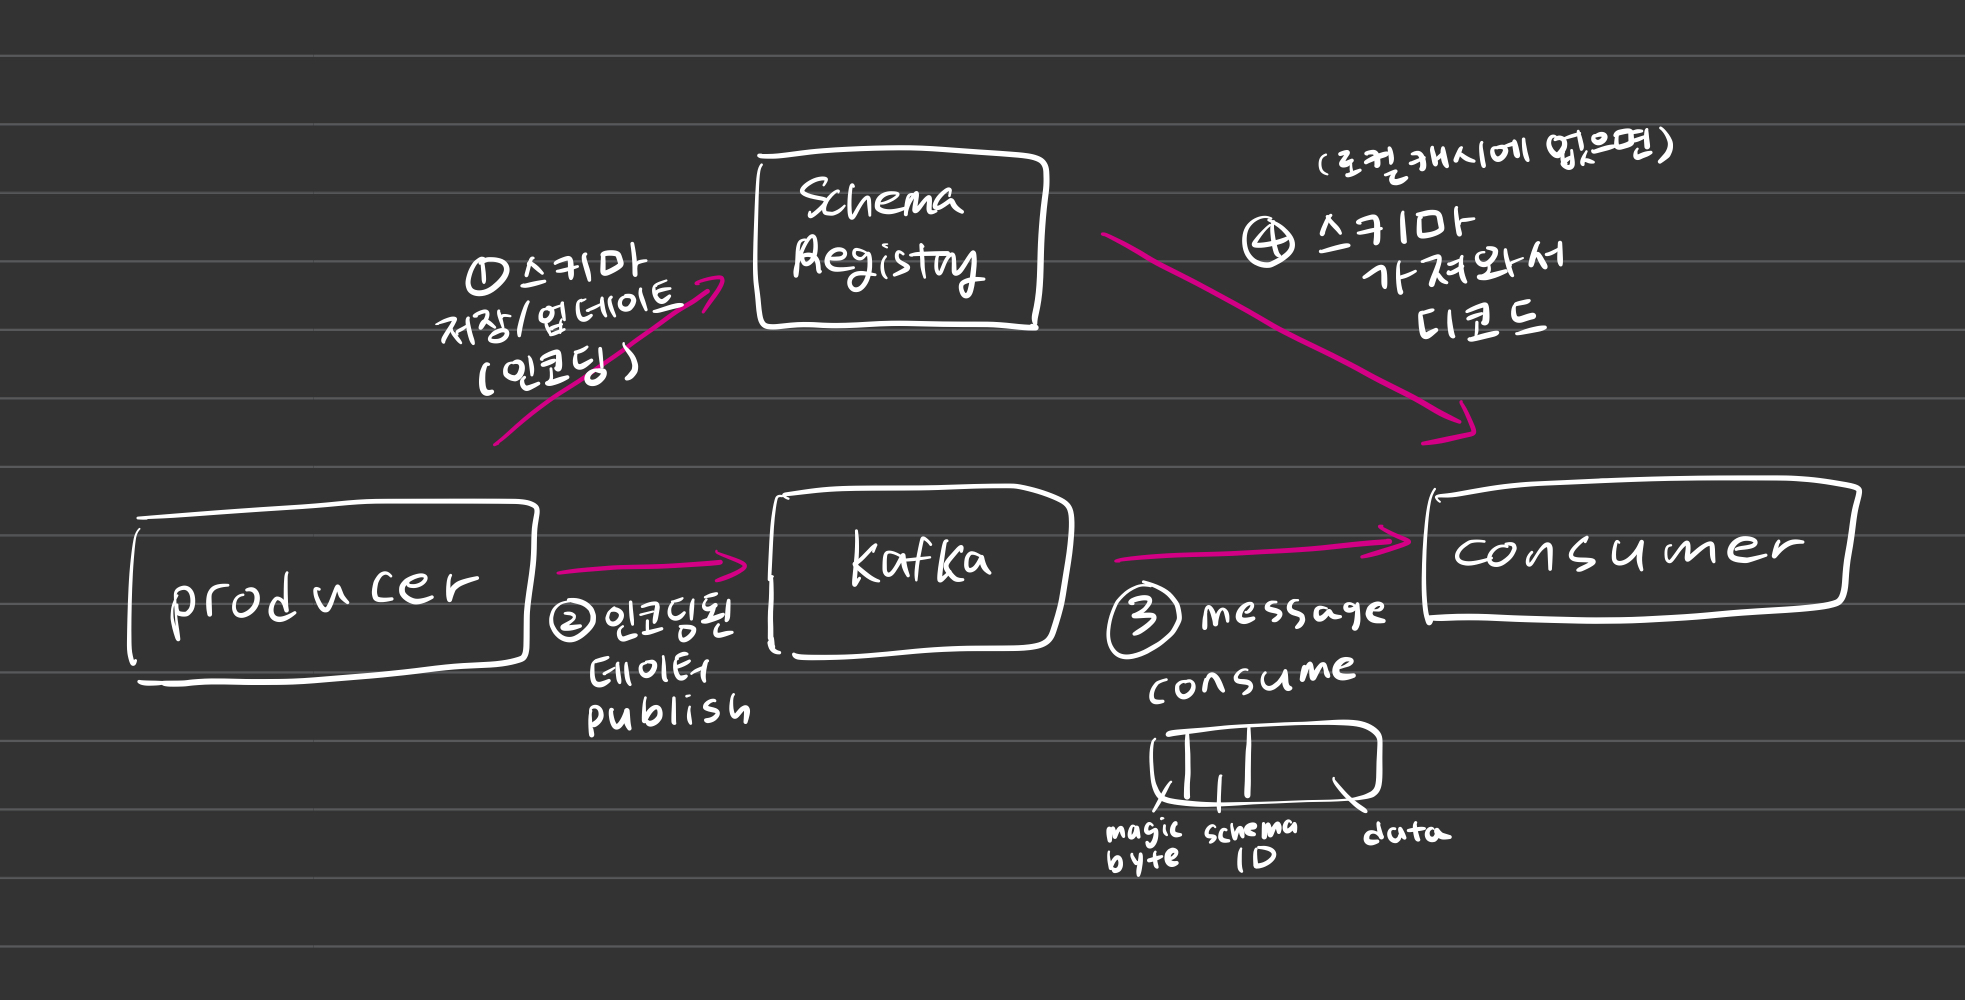 Schema
Registry
(로컬캐시에 없으면)
④ 스키마
가져와서
디코드
① 스키마
저장/업데이트
(인코딩)
producer
② 인코딩된
데이터
publish
kafka
③ message
consume
consumer
magic
byte
schema
ID
data